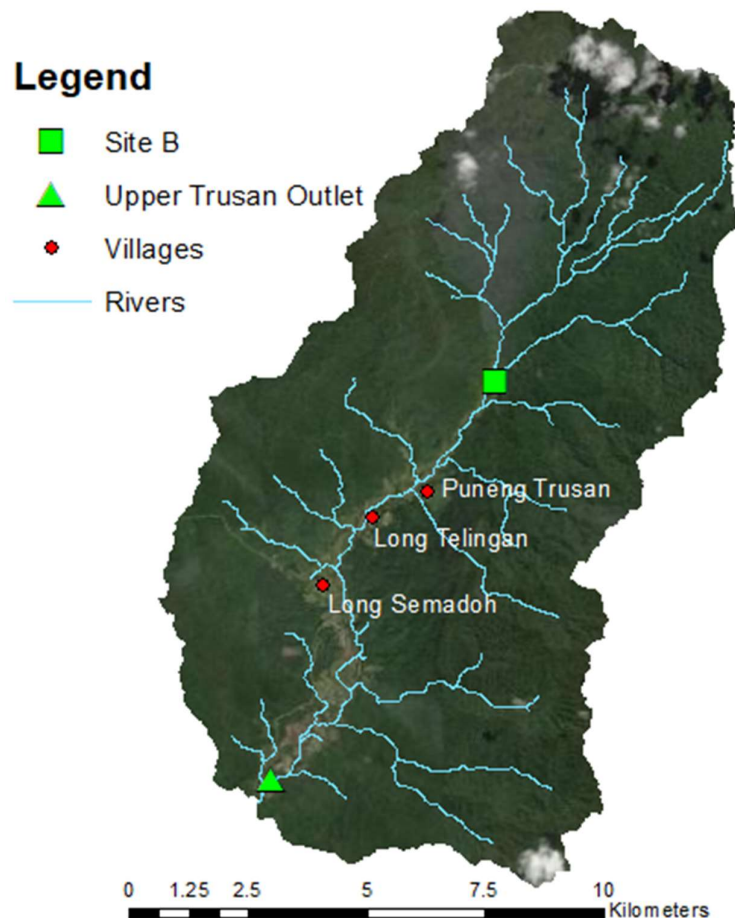 Legend
Site B
Upper Trusan Outlet
Villages
Rivers
Puneng Trusan
Long Telingan
Long Semadoh
0 1.25 2.5 5 7.5 10
Kilometers